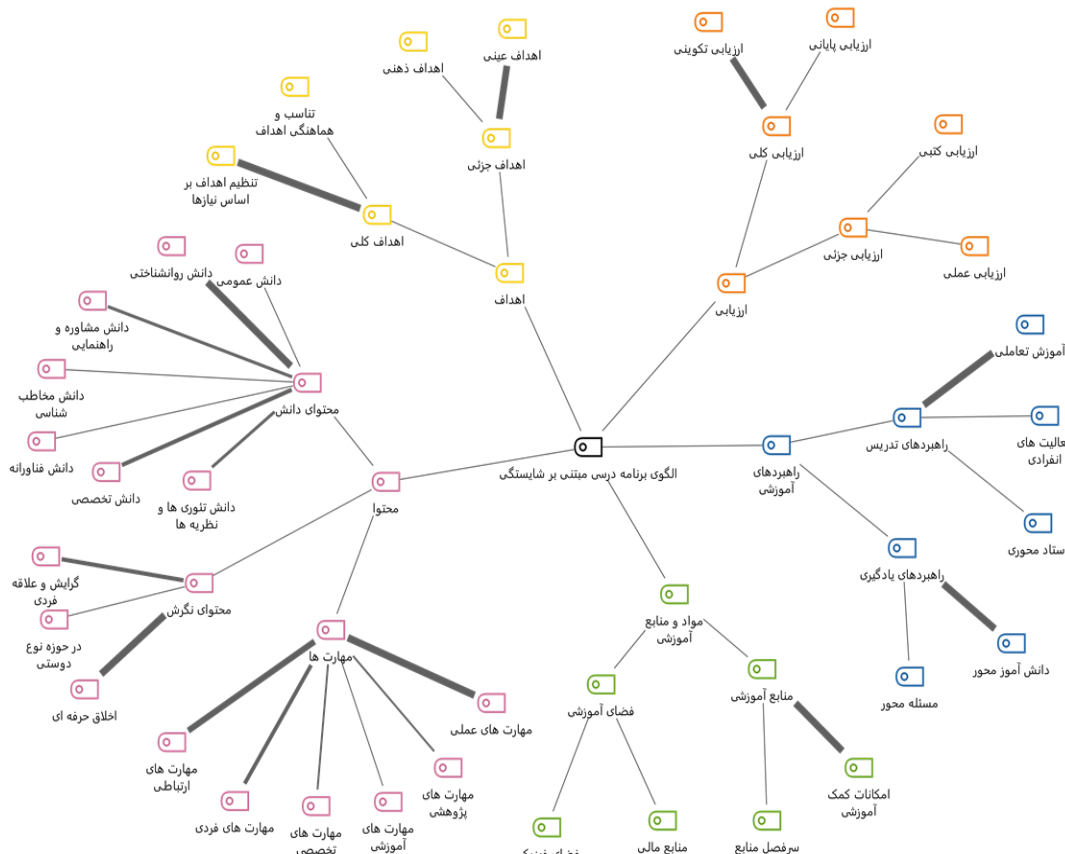 ارزیابی تکوینی
ارزیابی پایانی
اهداف عینی
اهداف ذهنی
تناسب و
هماهنگی اهداف
تنظیم اهداف بر
اساس نیازها
اهداف جزئی
ارزیابی کلی
ارزیابی کتبی
اهداف کلی
ارزیابی جزئی
ارزیابی عملی
اهداف
ارزیابی
دانش عمومی
دانش روانشناختی
دانش مشاوره و
راهنمایی
دانش مخاطب
شناسی
دانش فناورانه
دانش تخصصی
دانش تئوری ها و
نظریه ها
محتوای دانش
آموزش تعاملی
راهبردهای تدریس
انفرادی
الگوی برنامه درسی مبتنی بر شایستگی
راهبردهای
آموزشی
محتوا
محوری
راهبردهای یادگیری
گرایش و علاقه
فردی
محتوای نگرش
در حوزه نوع
دوستی
اخلاق حرفه ای
مواد و منابع
آموزشی
دانش آموز محور
مسئله محور
مهارت ها
فضای آموزشی
منابع آموزشی
مهارت های عملی
مهارت های
ارتباطی
مهارت های
پژوهشی
امکانات کمک
آموزشی
مهارت های فردی
مهارت های
تخصصی
مهارت های
آموزشی
منابع مالی
سرفصل منابع